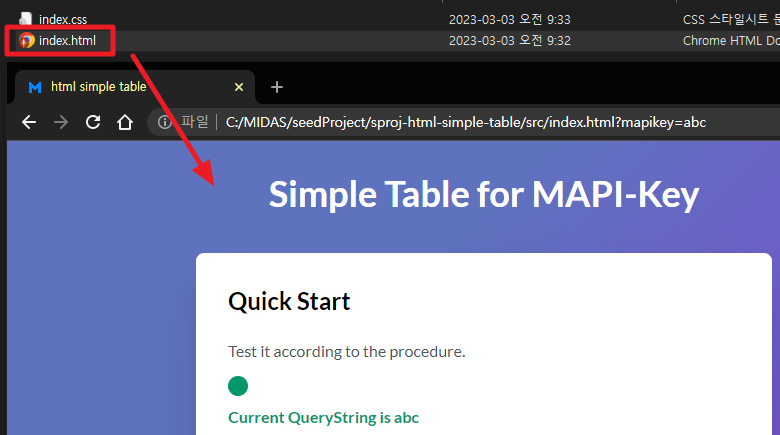 index.css 2023-03-03 오전 9:33 CSS 스타일시트 문
index.html 2023-03-03 오전 9:32 Chrome HTML Do
html simple table
파일 C:/MIDAS/seedProject/sproj-html-simple-table/src/index.html?mapikey=abc
Simple Table for MAPI-Key
Quick Start
Test it according to the procedure.
Current QueryString is abc